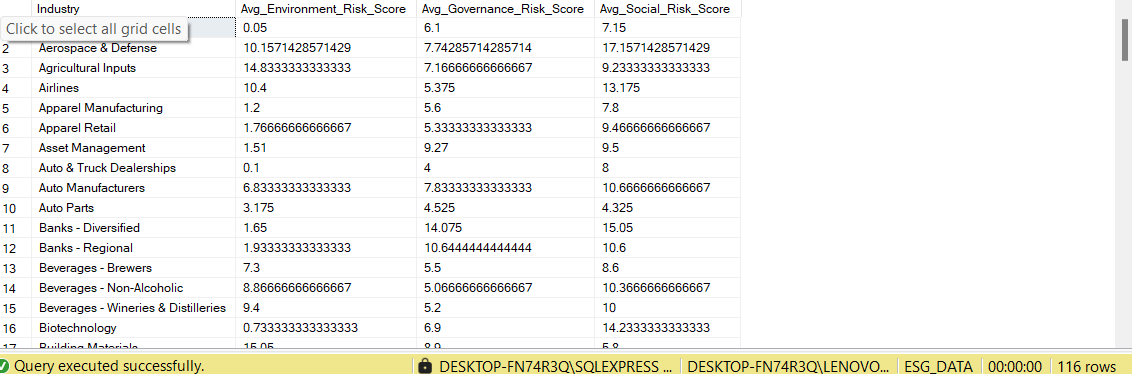 Industry Avg_Environment_Risk_Score Avg_Governance_Risk_Score Avg_Social_Risk_Score
Click to select all grid cells 0.05 6.1 7.15
2 Aerospace & Defense 10.1571428571429 7.74285714285714 17.1571428571429
3 Agricultural Inputs 14.8333333333333 7.16666666666667 9.23333333333333
4 Airlines 10.4 5.375 13.175
5 Apparel Manufacturing 1.2 5.6 7.8
6 Apparel Retail 1.76666666666667 5.33333333333333 9.46666666666667
7 Asset Management 1.51 9.27 9.5
8 Auto & Truck Dealerships 0.1 4 8
9 Auto Manufacturers 6.83333333333333 7.83333333333333 10.6666666666667
10 Auto Parts 3.175 4.525 4.325
11 Banks - Diversified 1.65 14.075 15.05
12 Banks - Regional 1.93333333333333 10.6444444444444 10.6
13 Beverages - Brewers 7.3 5.5 8.6
14 Beverages - Non-Alcoholic 8.86666666666667 5.06666666666667 10.3666666666667
15 Beverages - Wineries & Distilleries 9.4 5.2 10
16 Biotechnology 0.733333333333333 6.9 14.2333333333333
17 Building Materials 15.05 8.9 5.8
Query executed successfully. DESKTOP-FN74R3Q\SQLEXPRESS ... DESKTOP-FN74R3Q\LENOVO... ESG_DATA 00:00:00 116 rows